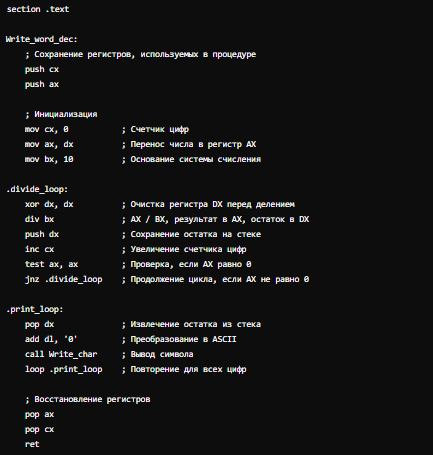 section .text
Write_word_dec:
; Сохранение регистров, используемых в процедуре
push cx
push ax
; Инициализация
mov cx, 0 ; Счетчик цифр
mov ax, dx ; Перенос числа в регистр AX
mov bx, 10 ; Основание системы счисления
.divide_loop:
xor dx, dx ; Очистка регистра DX перед делением
div bx ; AX / BX, результат в AX, остаток в DX
push dx ; Сохранение остатка на стеке
inc cx ; Увеличение счетчика цифр
test ax, ax ; Проверка, если AX равно 0
jnz .divide_loop ; Продолжение цикла, если AX не равно 0
.print_loop:
pop dx ; Извлечение остатка из стека
add dl, '0' ; Преобразование в ASCII
call Write_char ; Вывод символа
loop .print_loop ; Повторение для всех цифр
; Восстановление регистров
pop ax
pop cx
ret